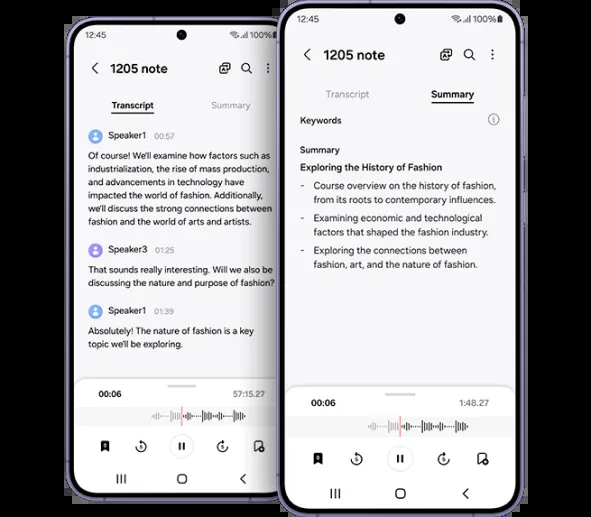 12:45
100%
1205 note
Transcript
Summary
Speaker1 00:57
Of course! We'll examine how factors such as
industrialization, the rise of mass production,
and advancements in technology have
impacted the world of fashion. Additionally,
we'll discuss the strong connections between
fashion and the world of arts and artists.
Speaker3 01:25
That sounds really interesting. Will we also be
discussing the nature and purpose of fashion?
Speaker1 01:39
Absolutely! The nature of fashion is a key
topic we'll be exploring.
00:06
57:15.27
5
5
12:45
100%
1205 note
Transcript
Summary
Keywords
Summary
Exploring the History of Fashion
- Course overview on the history of fashion,
from its roots to contemporary influences.
- Examining economic and technological
factors that shaped the fashion industry.
- Exploring the connections between
fashion, art, and the nature of fashion.
00:06
1:48.27
5
5